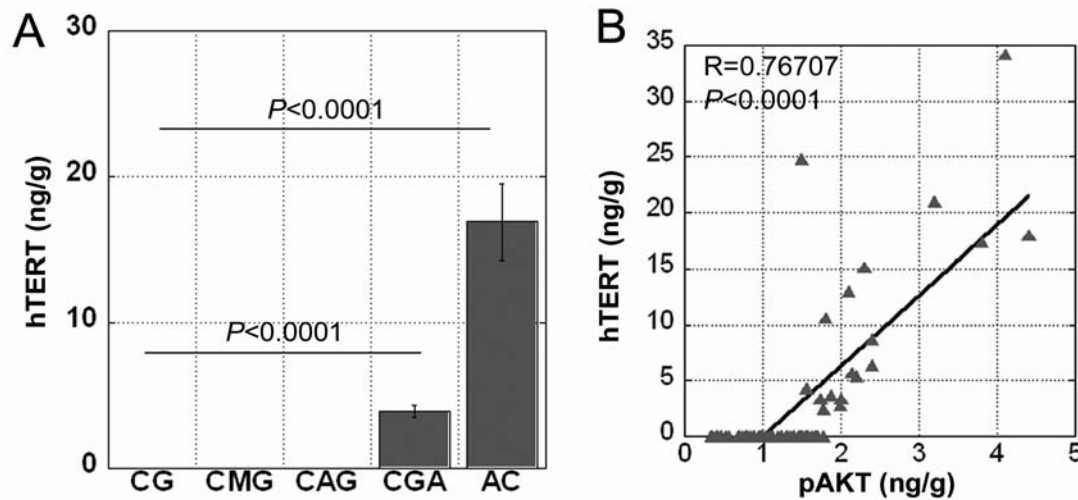 A
hTERT (ng/g)
30
20
10
0
P<0.0001
P<0.0001
CG CMG CAG CGA AC
B
R=0.76707
P<0.0001
hTERT (ng/g)
35
30
25
20
15
10
5
0
0 1 2 3 4 5
pAKT (ng/g)